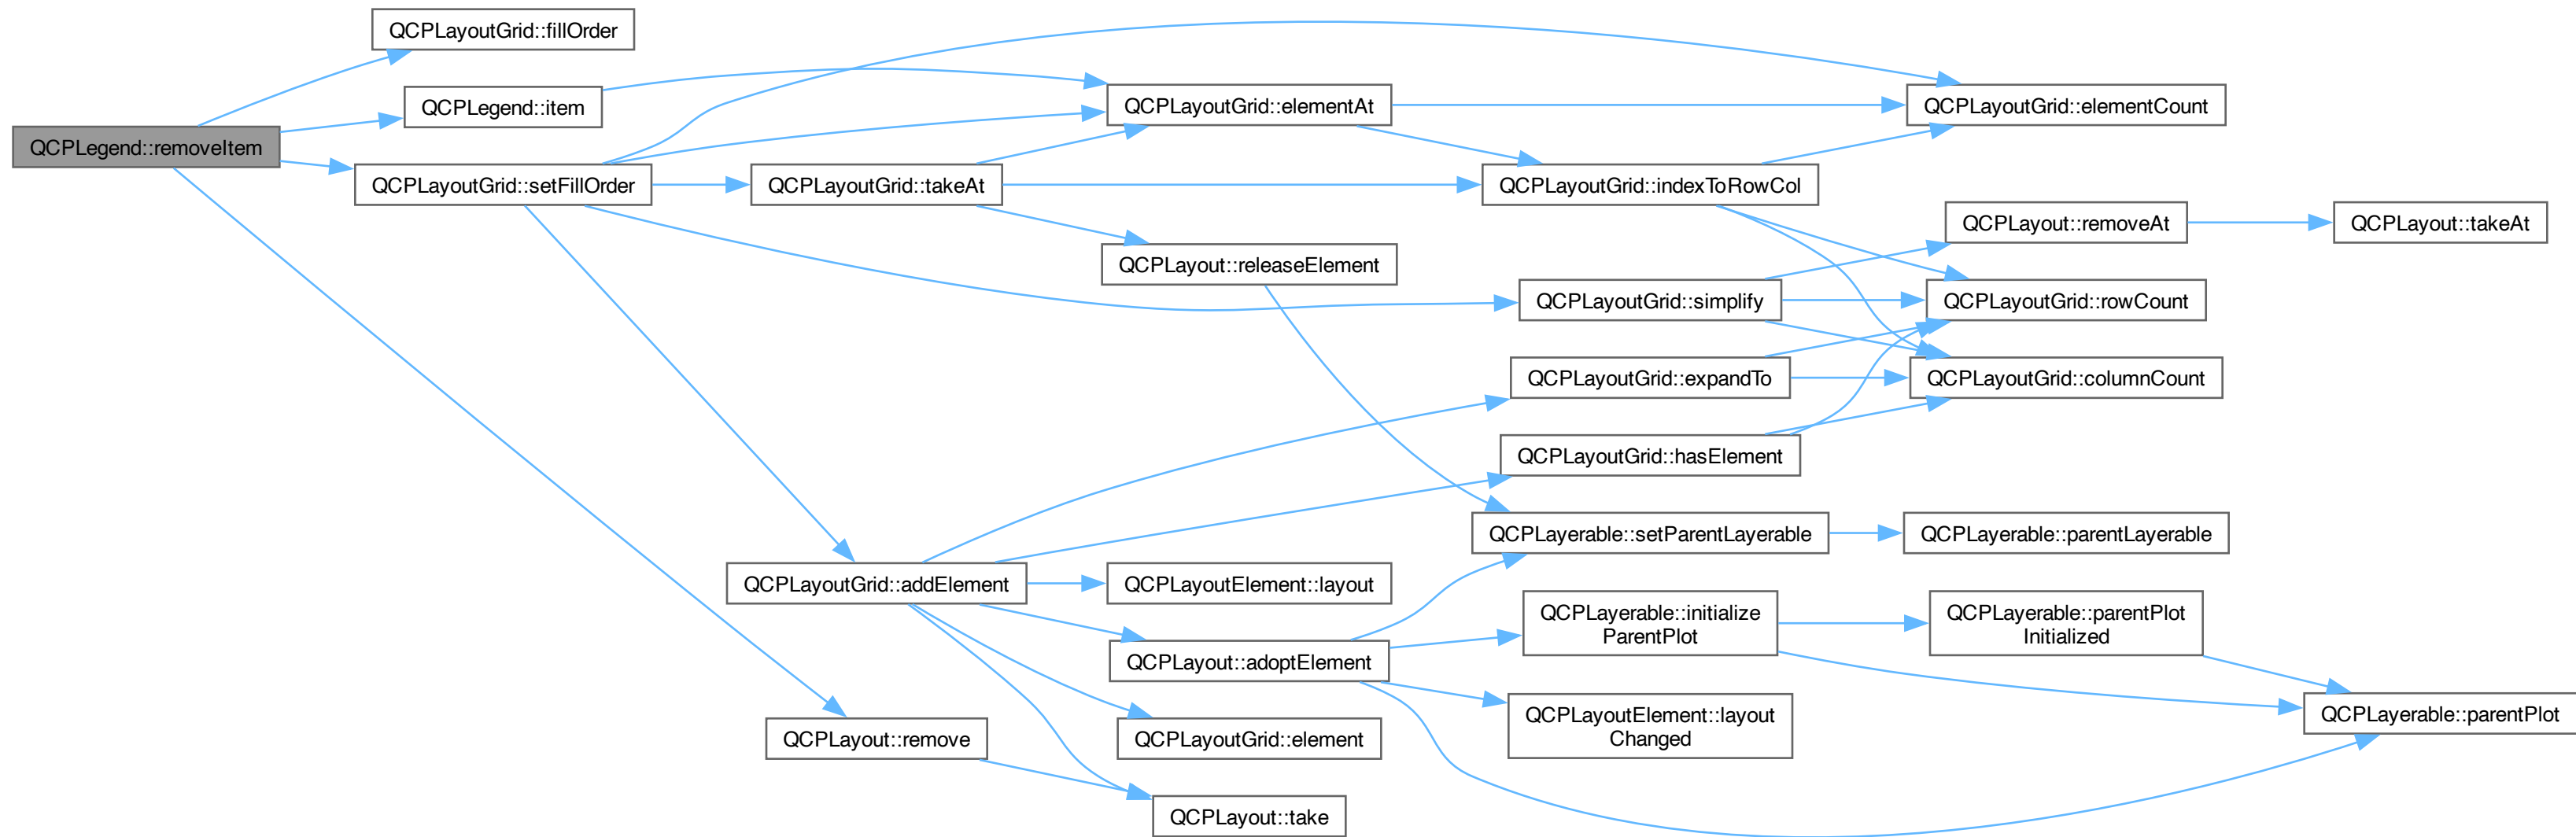 QCPLegend::removeItem
QCPLayoutGrid::fillOrder
QCPLegend::item
QCPLayoutGrid::setFillOrder
QCPLayoutGrid::takeAt
QCPLayoutGrid::elementAt
QCPLayoutGrid::elementCount
QCPLayoutGrid::indexToRowCol
QCPLayout::releaseElement
QCPLayout::removeAt
QCPLayout::takeAt
QCPLayoutGrid::simplify
QCPLayoutGrid::rowCount
QCPLayoutGrid::expandTo
QCPLayoutGrid::columnCount
QCPLayoutGrid::hasElement
QCPLayerable::setParentLayerable
QCPLayerable::parentLayerable
QCPLayoutGrid::addElement
QCPLayoutElement::layout
QCPLayerable::initialize
ParentPlot
QCPLayerable::parentPlot
Initialized
QCPLayout::adoptElement
QCPLayoutElement::layout
Changed
QCPLayerable::parentPlot
QCPLayout::remove
QCPLayoutGrid::element
QCPLayout::take